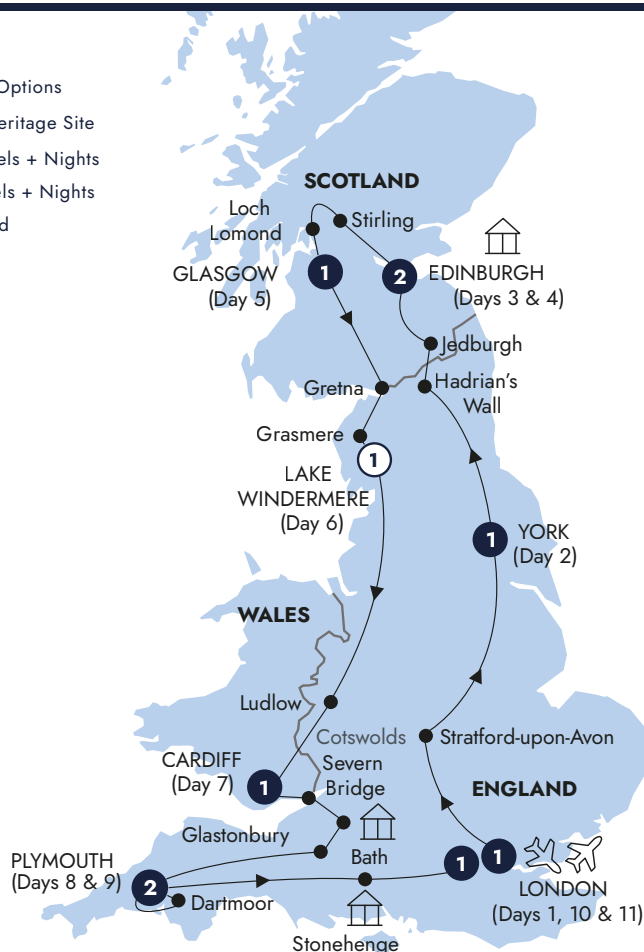 Options
eritage Site
els + Nights
els + Nights
d
SCOTLAND
Loch
Lomond
Stirling
GLASGOW
(Day 5)
1
2
EDINBURGH
(Days 3 & 4)
Jedburgh
Gretna
Hadrian's
Wall
Grasmere
1
LAKE
WINDERMERE
(Day 6)
1
YORK
(Day 2)
WALES
Ludlow
Cotswolds
Stratford-upon-Avon
CARDIFF
(Day 7)
1
Severn
Bridge
ENGLAND
Glastonbury
Bath
1
1
LONDON
(Days 1, 10 & 11)
PLYMOUTH
(Days 8 & 9)
2
Dartmoor
Stonehenge